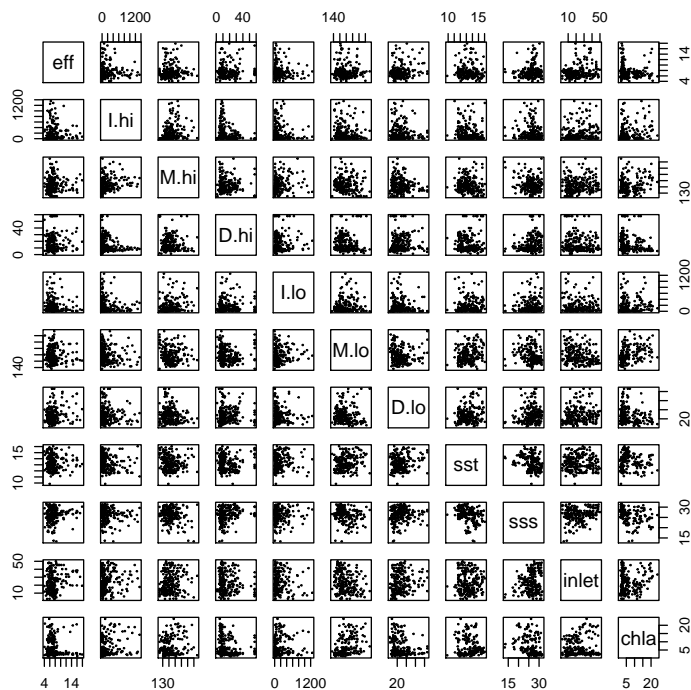 0 1200 0 40 140 10 15 10 50
eff 4 14
0 1200 I.hi
M.hi 130
0 40 D.hi
I.lo 0 1200
140 M.lo
D.lo 20
10 15 sst
sss 15 30
10 50 inlet
chla 5 20
4 14 130 0 1200 20 15 30 5 20